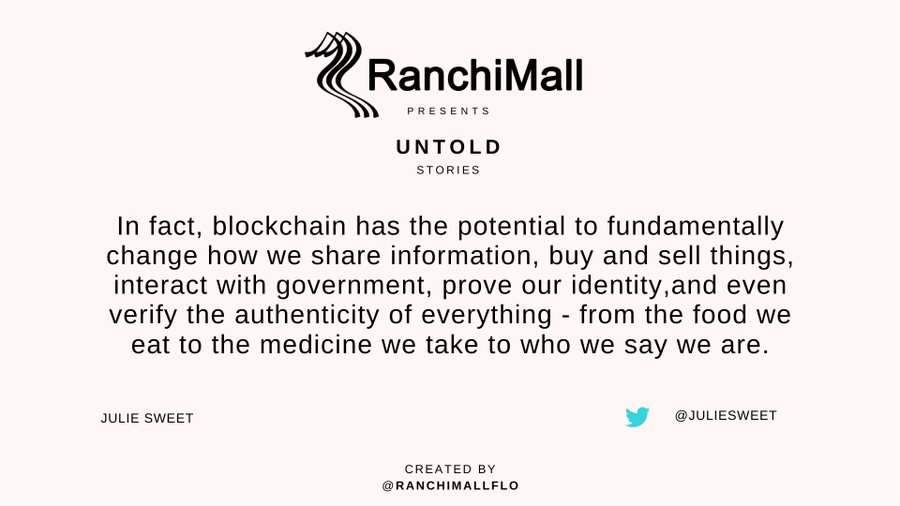 RanchiMall
PRESENTS
UNTOLD
STORIES
In fact, blockchain has the potential to fundamentally
change how we share information, buy and sell things,
interact with government, prove our identity,and even
verify the authenticity of everything - from the food we
eat to the medicine we take to who we say we are.
JULIE SWEET
@JULIESWEET
CREATED BY
@RANCHIMALLFLO